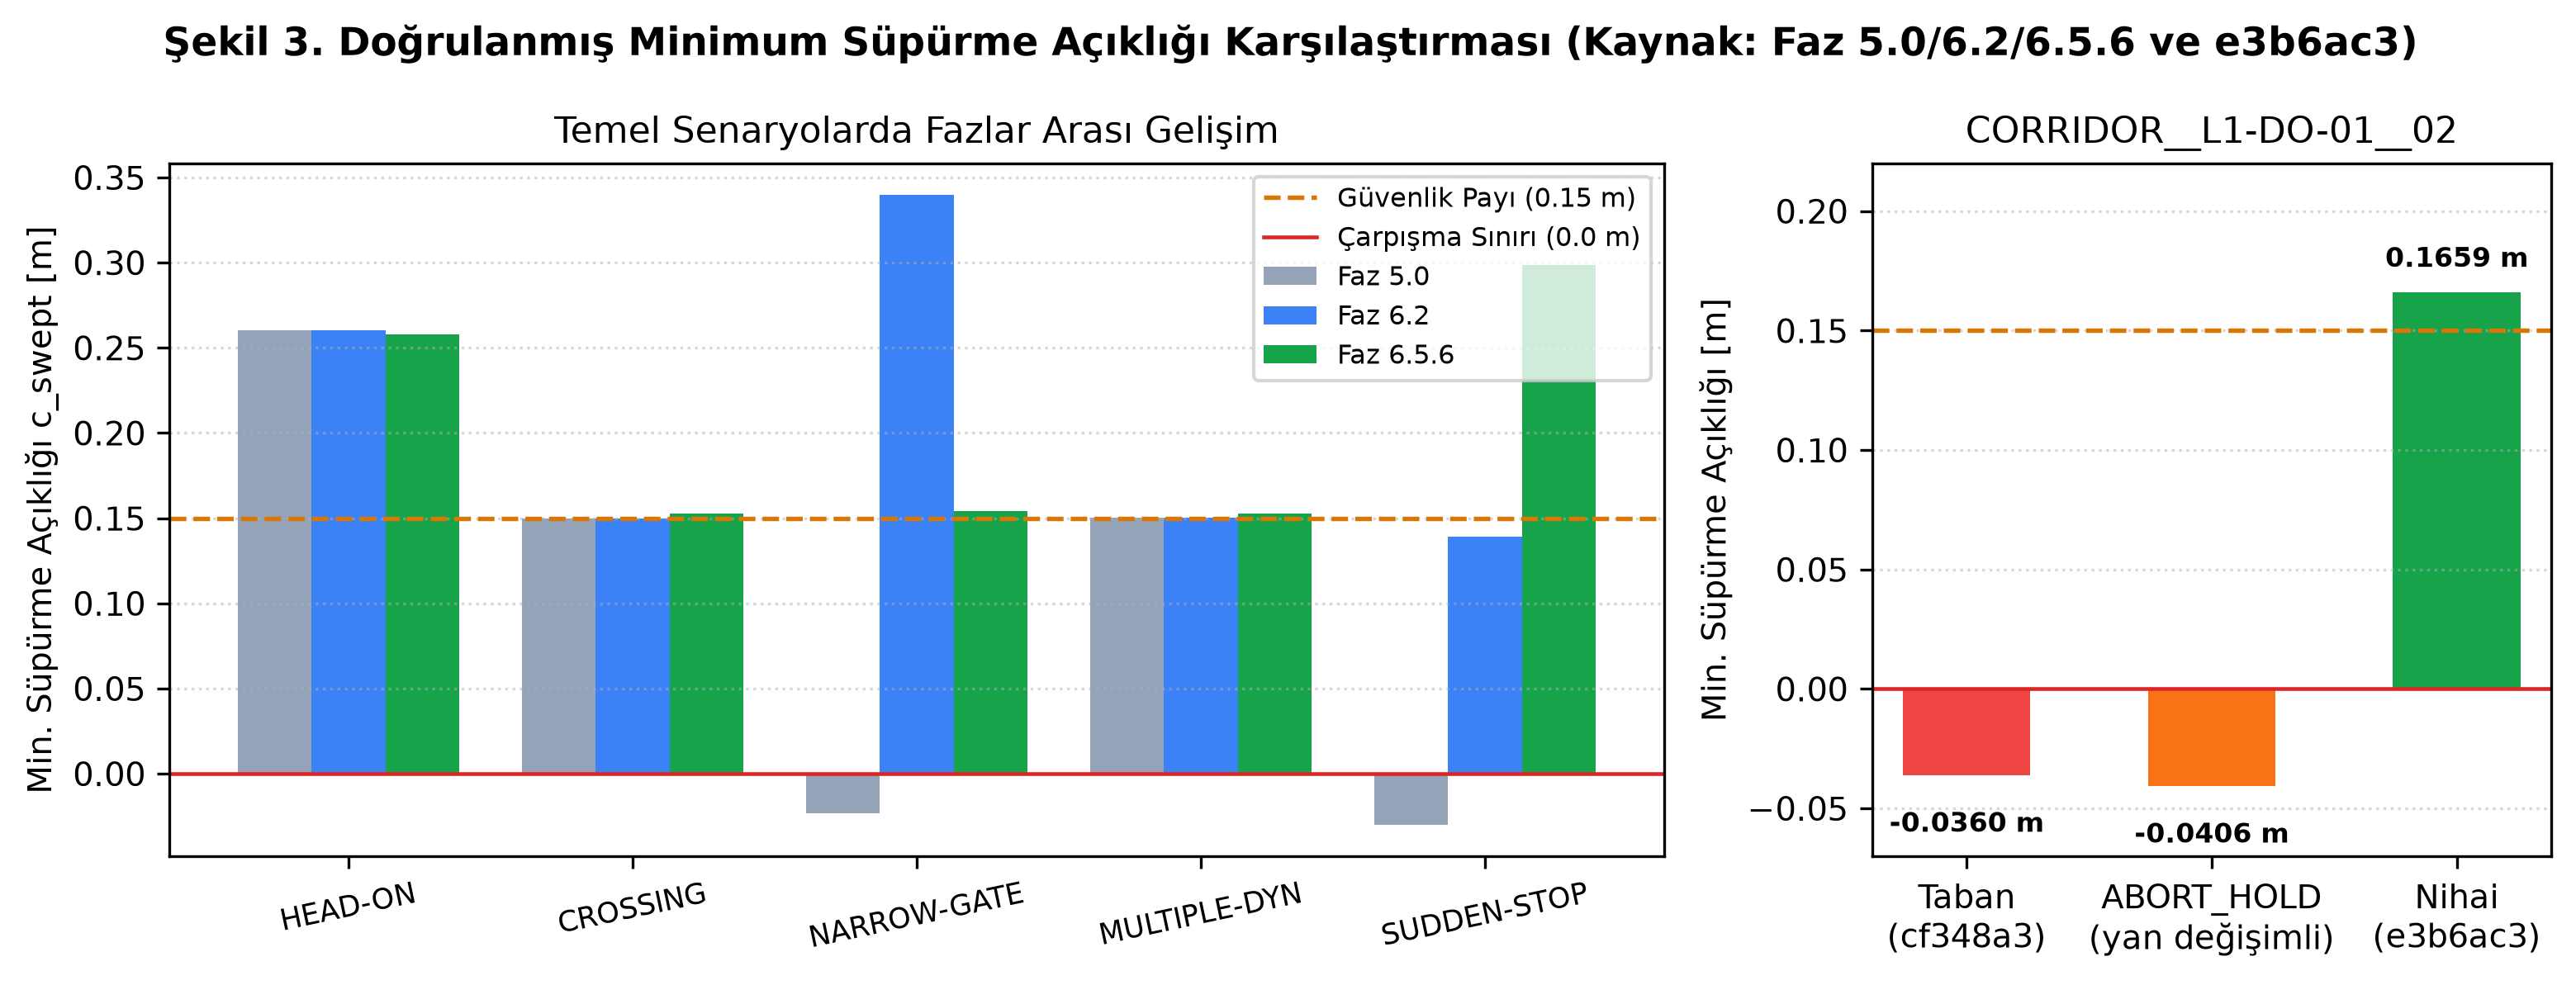 Şekil 3. Doğrulanmış Minimum Süpürme Açıklığı Karşılaştırması (Kaynak: Faz 5.0/6.2/6.5.6 ve e3b6ac3)
Temel Senaryolarda Fazlar Arası Gelişim
Min. Süpürme Açıklığı c_swept [m]
0.35
0.30
0.25
0.20
0.15
0.10
0.05
0.00
Güvenlik Payı (0.15 m)
Çarpışma Sınırı (0.0 m)
Faz 5.0
Faz 6.2
Faz 6.5.6
HEAD-ON
CROSSING
NARROW-GATE
MULTIPLE-DYN
SUDDEN-STOP
CORRIDOR__L1-DO-01__02
Min. Süpürme Açıklığı [m]
0.20
0.15
0.10
0.05
0.00
−0.05
0.1659 m
-0.0360 m
-0.0406 m
Taban
(cf348a3)
ABORT_HOLD
(yan değişimli)
Nihai
(e3b6ac3)